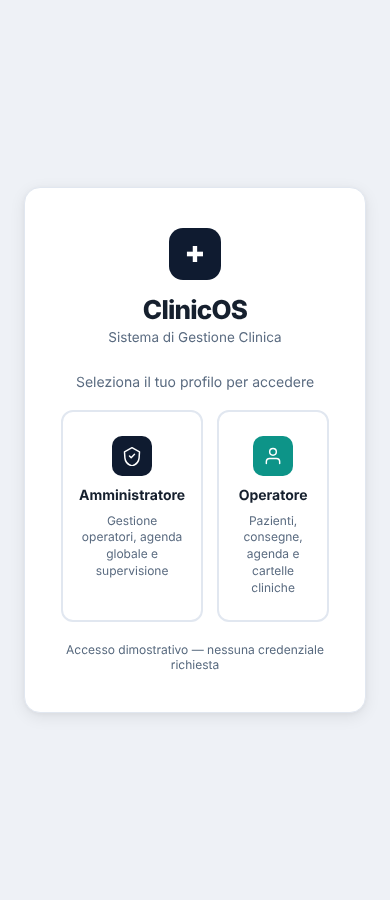 ClinicOS
Sistema di Gestione Clinica
Seleziona il tuo profilo per accedere
Amministratore
Gestione
operatori, agenda
globale e
supervisione
Operatore
Pazienti,
consegne,
agenda e
cartelle
cliniche
Accesso dimostrativo — nessuna credenziale
richiesta